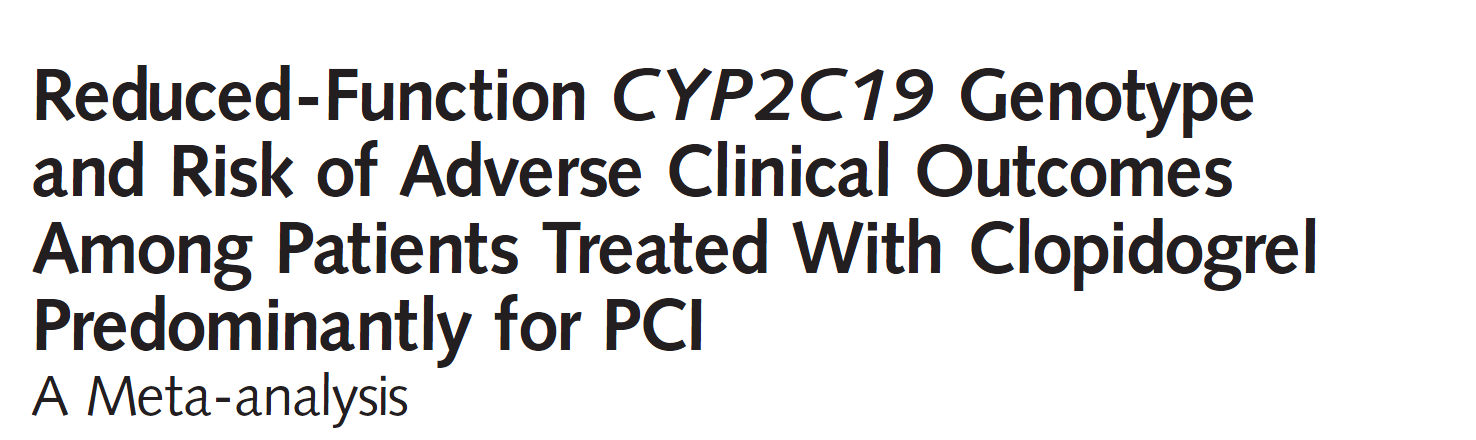 Reduced-Function CYP2C19 Genotype
and Risk of Adverse Clinical Outcomes
Among Patients Treated With Clopidogrel
Predominantly for PCI
A Meta-analysis